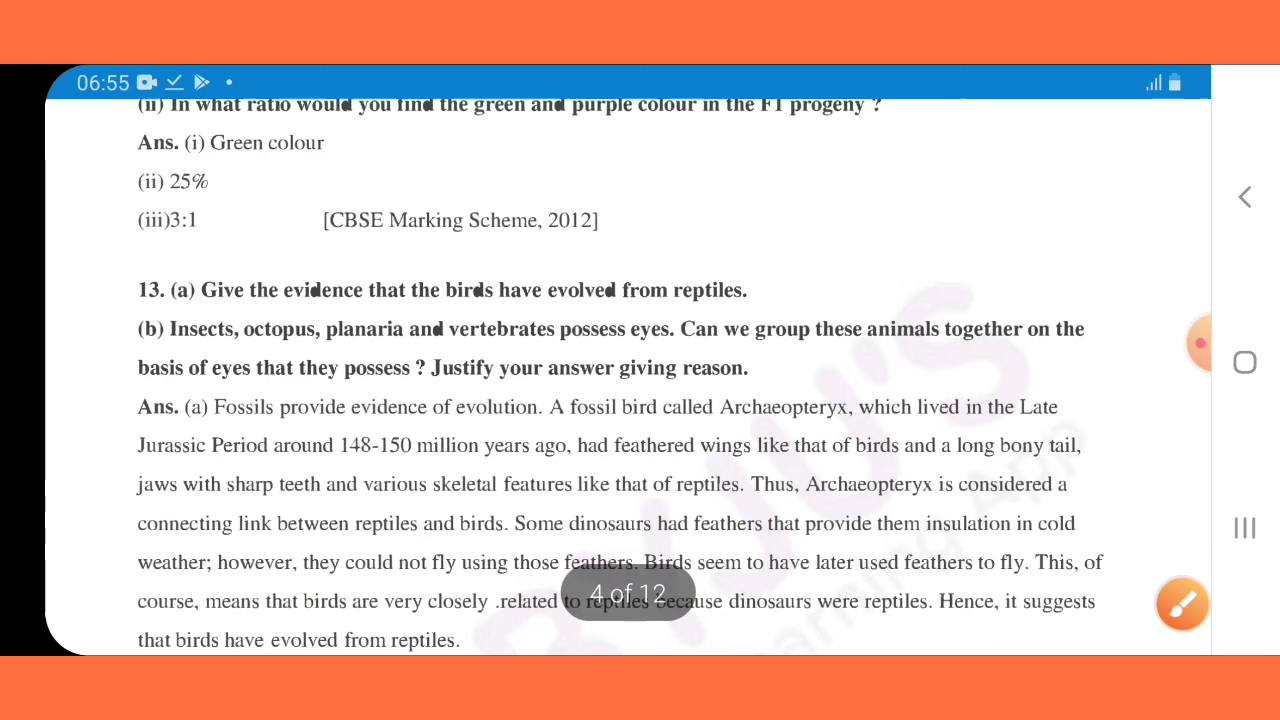 06:55
(ii) In what ratio would you find the green and purple colour in the F1 progeny ?
Ans. (i) Green colour
(ii) 25%
(iii)3:1 [CBSE Marking Scheme, 2012]
13. (a) Give the evidence that the birds have evolved from reptiles.
(b) Insects, octopus, planaria and vertebrates possess eyes. Can we group these animals together on the
basis of eyes that they possess ? Justify your answer giving reason.
Ans. (a) Fossils provide evidence of evolution. A fossil bird called Archaeopteryx, which lived in the Late
Jurassic Period around 148-150 million years ago, had feathered wings like that of birds and a long bony tail,
jaws with sharp teeth and various skeletal features like that of reptiles. Thus, Archaeopteryx is considered a
connecting link between reptiles and birds. Some dinosaurs had feathers that provide them insulation in cold
weather; however, they could not fly using those feathers. Birds seem to have later used feathers to fly. This, of
course, means that birds are very closely .related to reptiles because dinosaurs were reptiles. Hence, it suggests
that birds have evolved from reptiles.
4 of 12
BYJU'S
Learning App